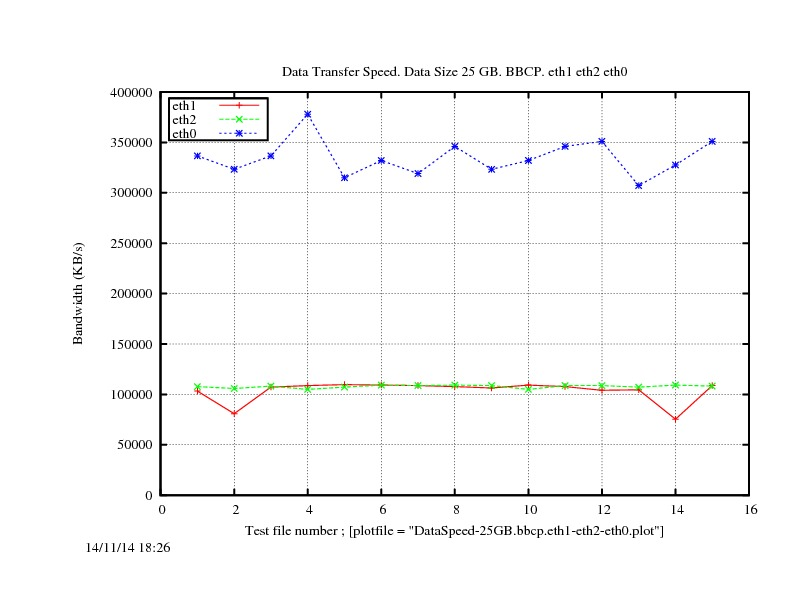 Data Transfer Speed. Data Size 25 GB. BBCP. eth1 eth2 eth0
400000
350000
300000
250000
200000
150000
100000
50000
0
eth1
eth2
eth0
Bandwidth (KB/s)
0 2 4 6 8 10 12 14 16
Test file number ; [plotfile = "DataSpeed-25GB.bbcp.eth1-eth2-eth0.plot"]
14/11/14 18:26